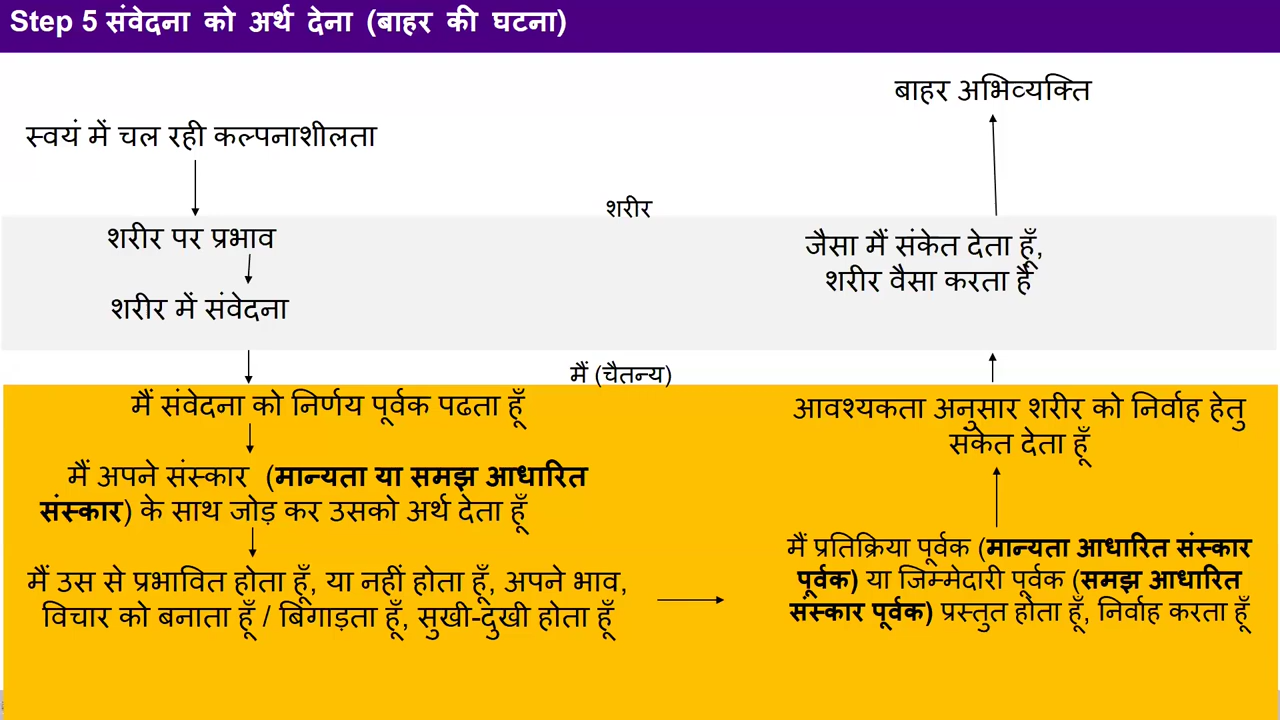 Step 5 संवेदना को अर्थ देना (बाहर की घटना)
बाहर अभिव्यक्ति
स्वयं में चल रही कल्पनाशीलता
शरीर
शरीर पर प्रभाव
शरीर में संवेदना
जैसा मैं संकेत देता हूँ,
शरीर वैसा करता है
मैं (चैतन्य)
मैं संवेदना को निर्णय पूर्वक पढता हूँ
मैं अपने संस्कार (मान्यता या समझ आधारित
संस्कार) के साथ जोड़ कर उसको अर्थ देता हूँ
मैं उस से प्रभावित होता हूँ, या नहीं होता हूँ, अपने भाव,
विचार को बनाता हूँ / बिगाड़ता हूँ, सुखी-दुखी होता हूँ
आवश्यकता अनुसार शरीर को निर्वाह हेतु
संकेत देता हूँ
मैं प्रतिक्रिया पूर्वक (मान्यता आधारित संस्कार
पूर्वक) या जिम्मेदारी पूर्वक (समझ आधारित
संस्कार पूर्वक) प्रस्तुत होता हूँ, निर्वाह करता हूँ